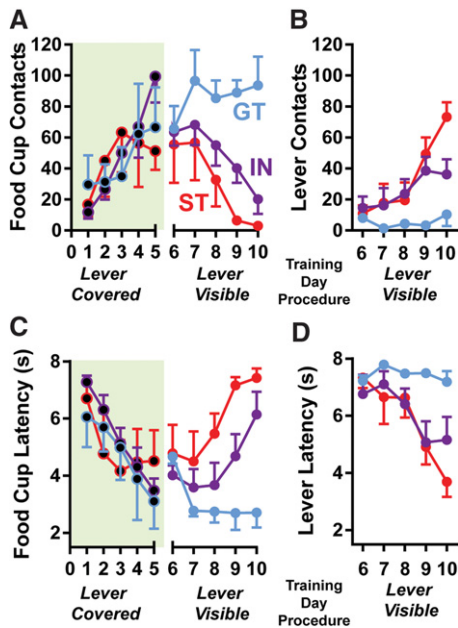 A
Food Cup Contacts
120
100
80
60
40
20
0
GT
IN
ST
0 1 2 3 4 5 6 7 8 9 10
Lever
Covered
Lever
Visible
B
Lever Contacts
120
100
80
60
40
20
0
6 7 8 9 10
Training
Day
Procedure
Lever
Visible
C
Food Cup Latency (s)
8
6
4
2
0 1 2 3 4 5 6 7 8 9 10
Lever
Covered
Lever
Visible
D
Lever Latency (s)
8
6
4
2
6 7 8 9 10
Training
Day
Procedure
Lever
Visible